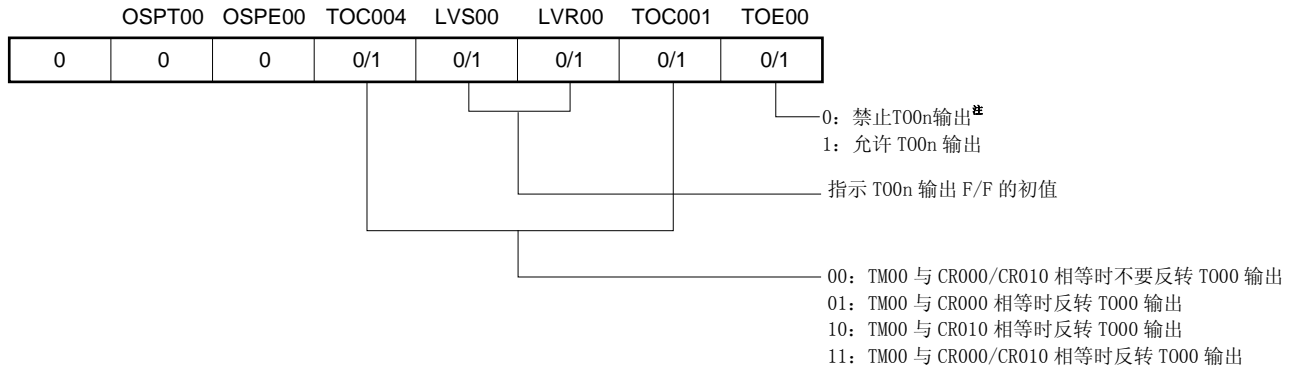 OSPT00 OSPE00 TOC004 LVS00 LVR00 TOC001 TOE00
0 0 0 0/1 0/1 0/1 0/1 0/1
0: 禁止TO0n输出注
1: 允许 TO0n 输出
指示 TO0n 输出 F/F 的初值
00: TM00 与 CR000/CR010 相等时不要反转 TO00 输出
01: TM00 与 CR000 相等时反转 TO00 输出
10: TM00 与 CR010 相等时反转 TO00 输出
11: TM00 与 CR000/CR010 相等时反转 TO00 输出